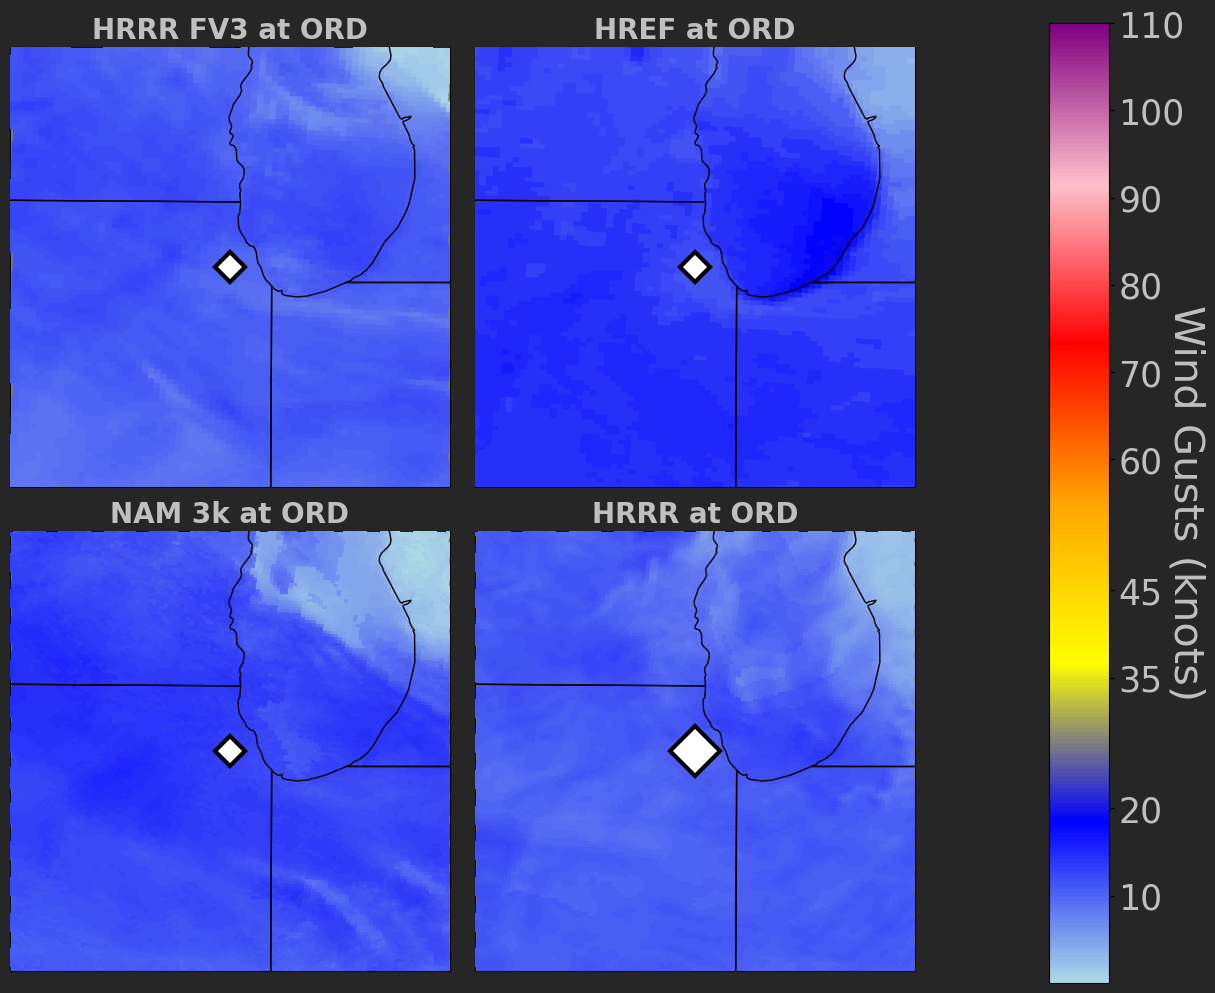 HRRR FV3 at ORD
HREF at ORD
NAM 3k at ORD
HRRR at ORD
110
100
90
80
70
60
45
35
20
10
Wind Gusts (knots)